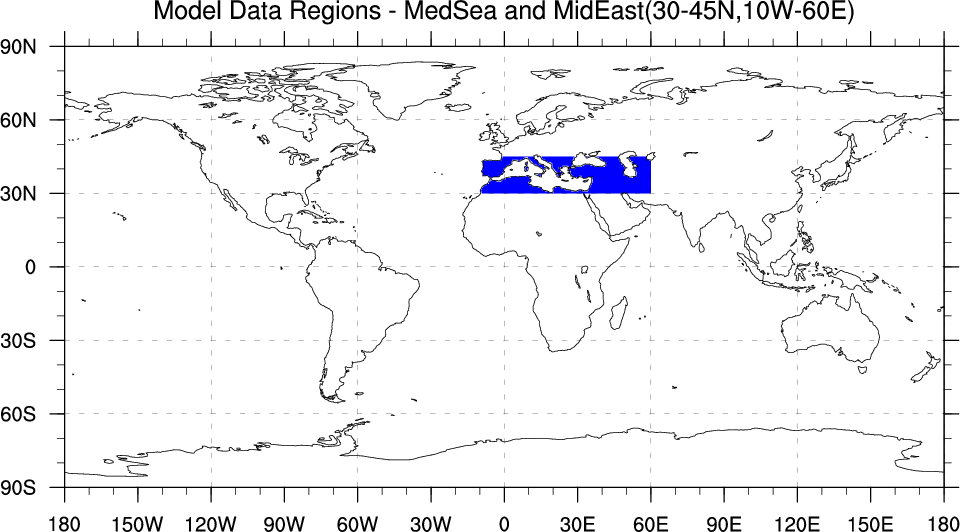 Model Data Regions - MedSea and MidEast(30-45N,10W-60E)
90N
60N
30N
0
30S
60S
90S
180 150W 120W 90W 60W 30W 0 30E 60E 90E 120E 150E 180